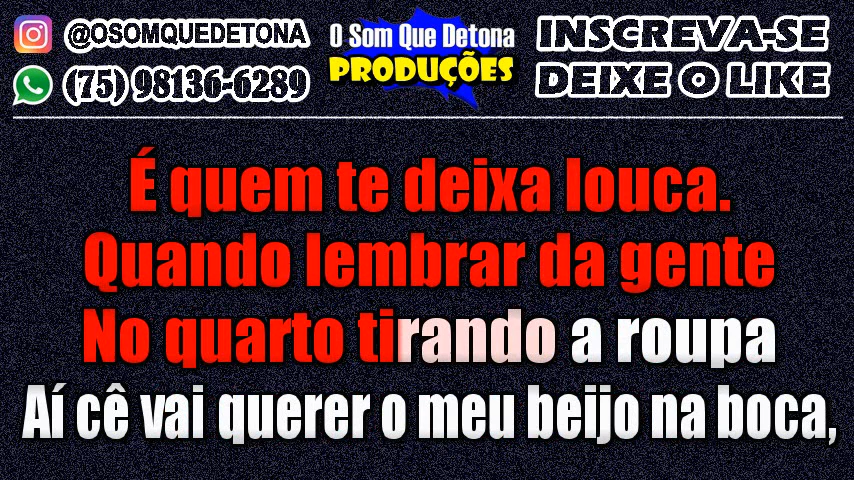 @OSOMQUEDETONA
(75) 98136-6289
O Som Que Detona
PRODUÇÕES
INSCREVA-SE
DEIXE O LIKE
É quem te deixa louca.
Quando lembrar da gente
No quarto tirando a roupa
Aí cê vai querer o meu beijo na boca,